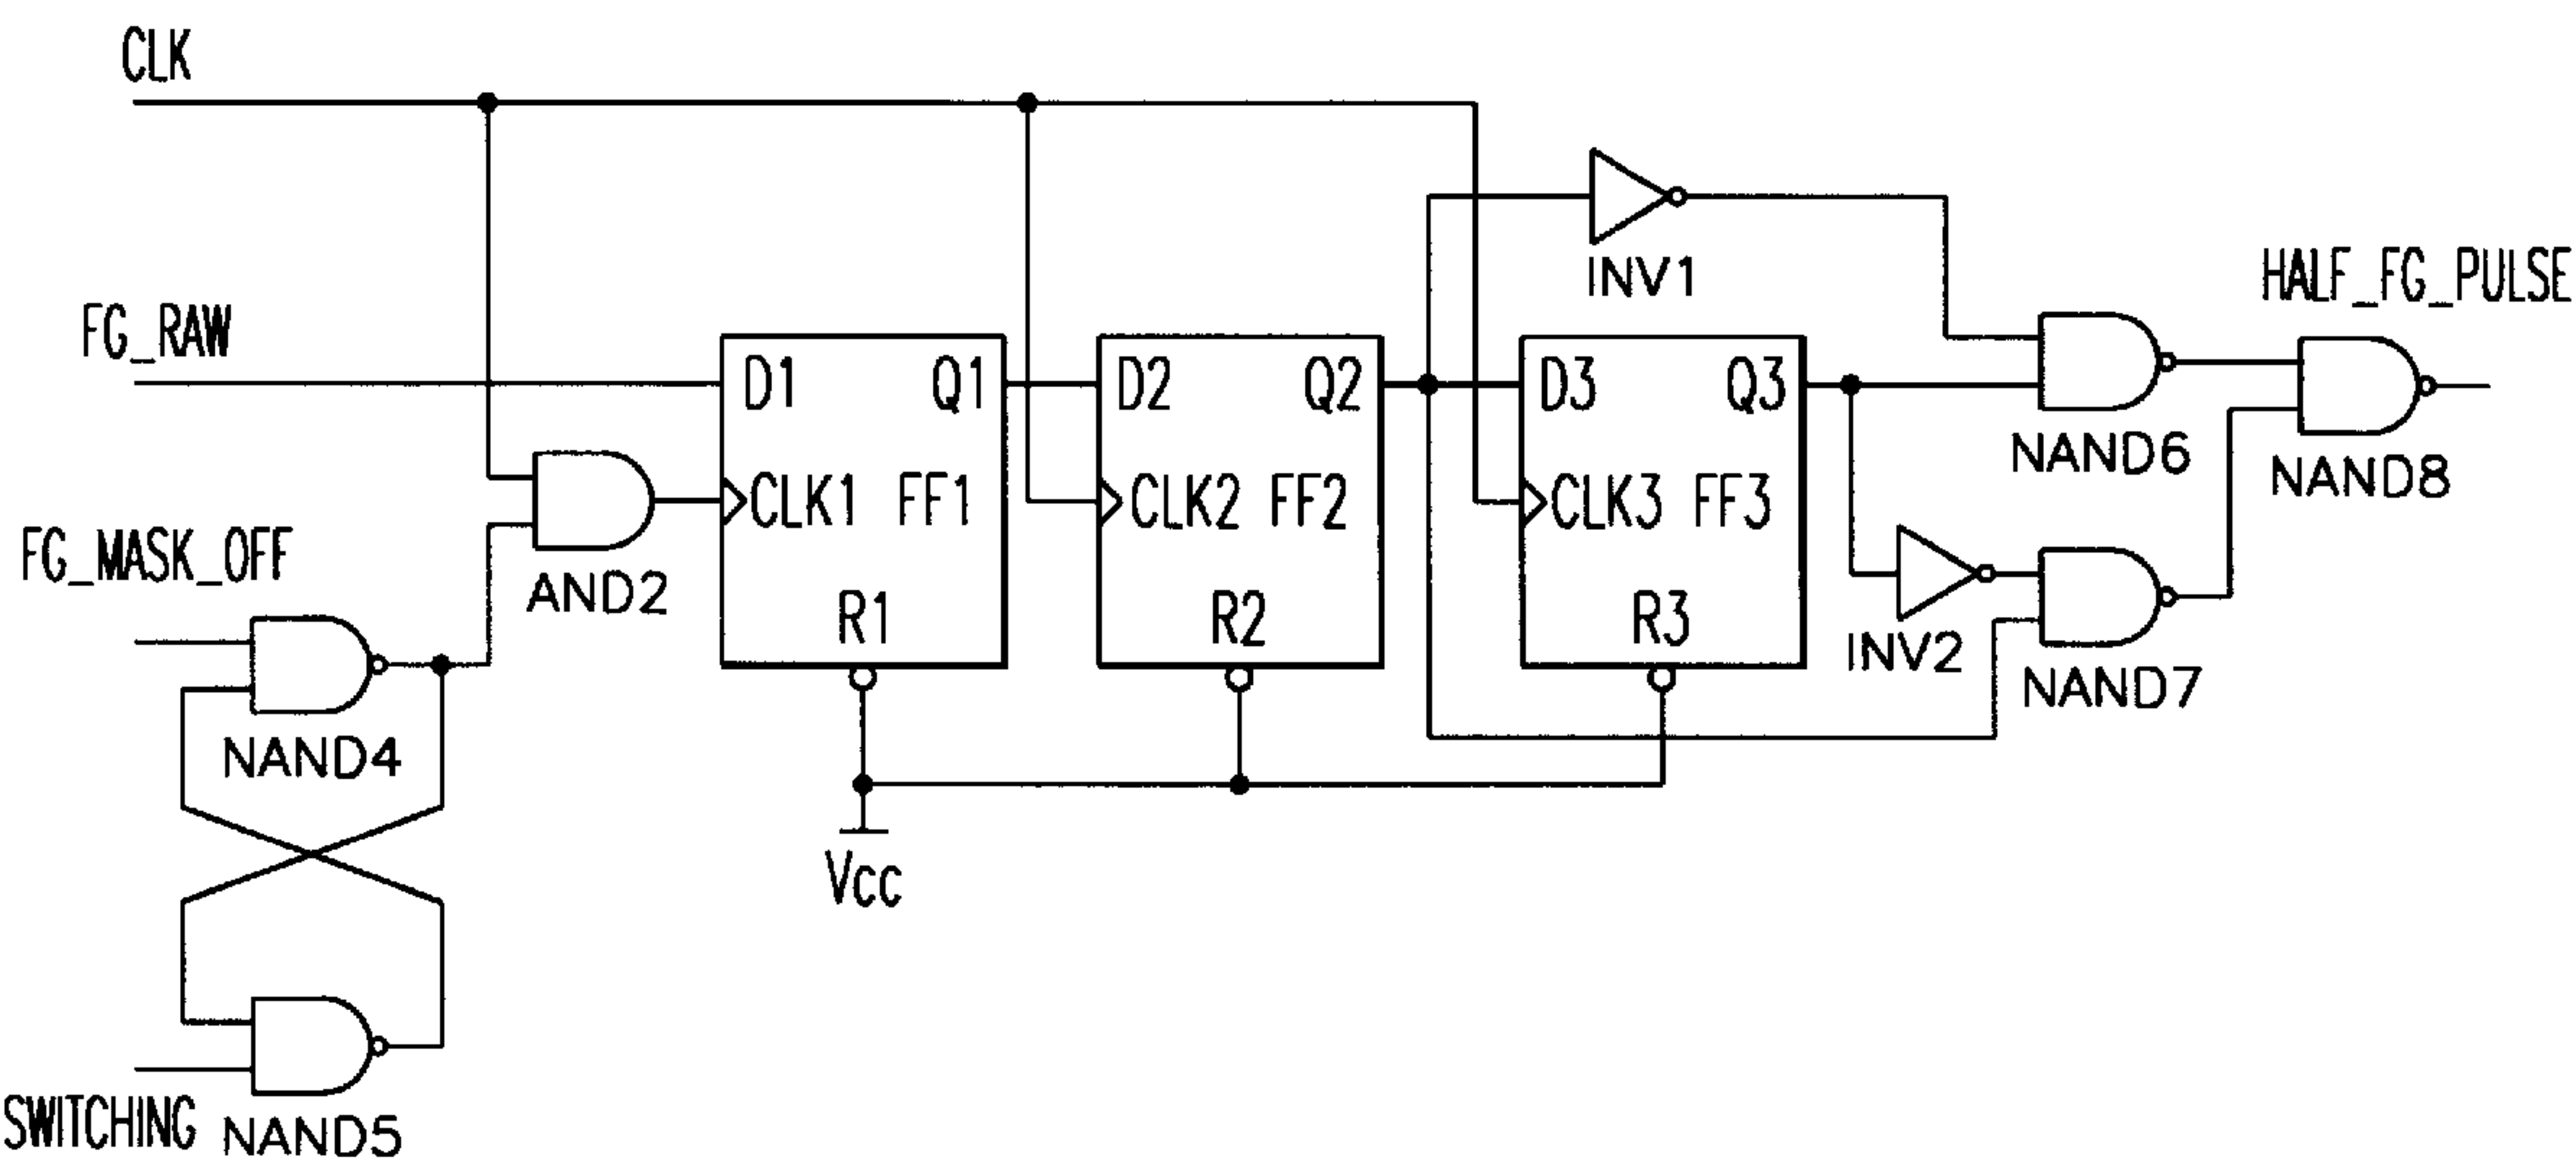 CLK
INV1
HALF_FG_PULSE
FG_RAW
D1 Q1
D2 Q2
D3 Q3
NAND6
NAND8
CLK1 FF1
CLK2 FF2
CLK3 FF3
FG_MASK_OFF
AND2
R1
R2
R3
INV2
NAND7
NAND4
Vcc
SWITCHING
NAND5